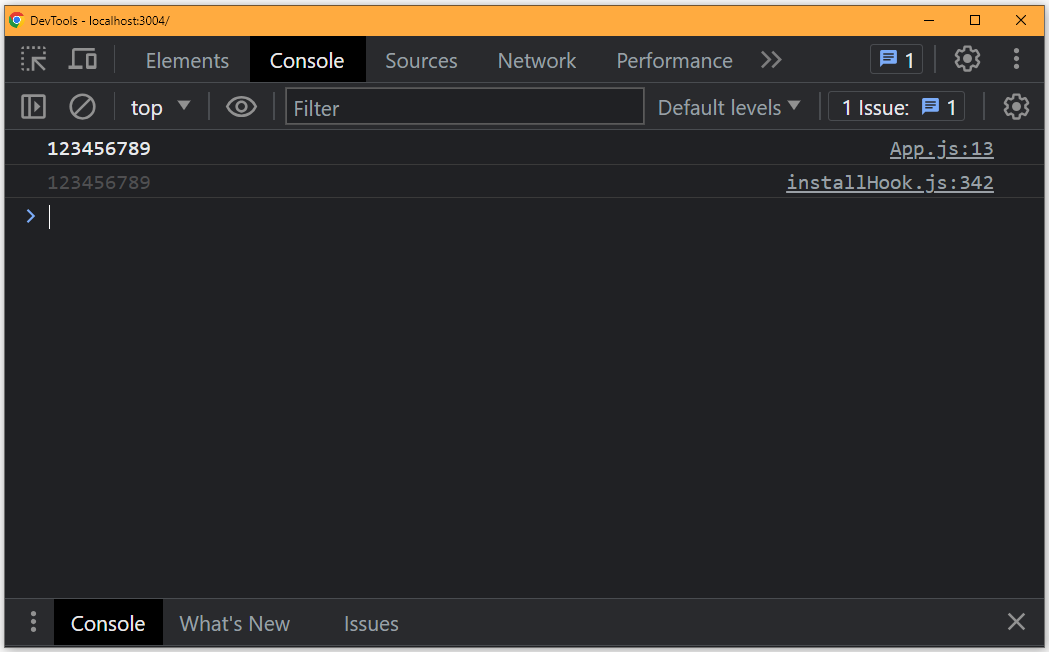 DevTools - localhost:3004/
Elements Console Sources Network Performance 1
top Filter Default levels 1 Issue: 1
123456789 App.js:13
123456789 installHook.js:342
Console What's New Issues